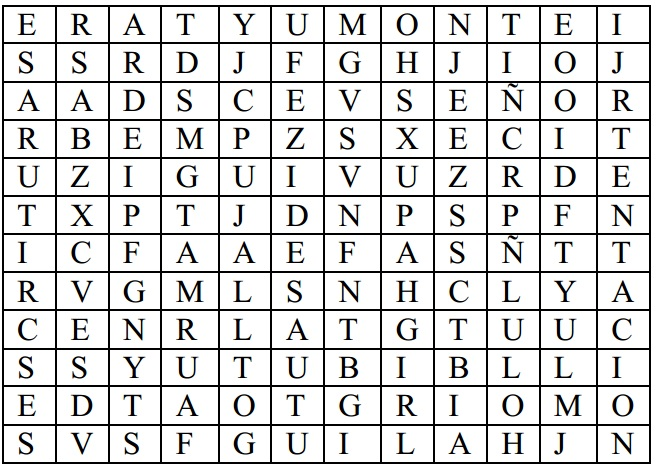 E R A T Y U M O N T E I
S S R D J F G H J I O J
A A D S C E V S E Ñ O R
R B E M P Z S X E C I T
U Z I G U I V U Z R D E
T X P T J D N P S P F N
I C F A A E F A S Ñ T T
R V G M L S N H C L Y A
C E N R L A T G T U U C
S S Y U T U B I B L L I
E D T A O T G R I O M O
S V S F G U I L A H J N